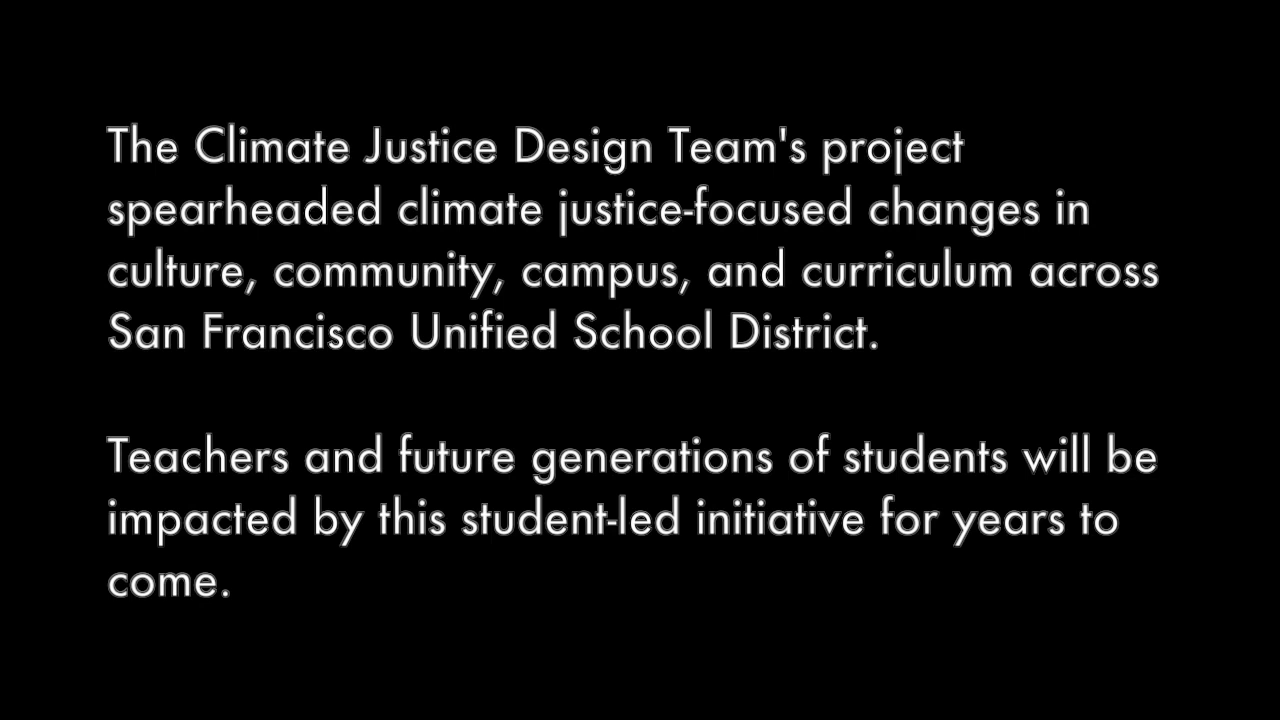 The Climate Justice Design Team's project
spearheaded climate justice-focused changes in
culture, community, campus, and curriculum across
San Francisco Unified School District.
Teachers and future generations of students will be
impacted by this student-led initiative for years to
come.